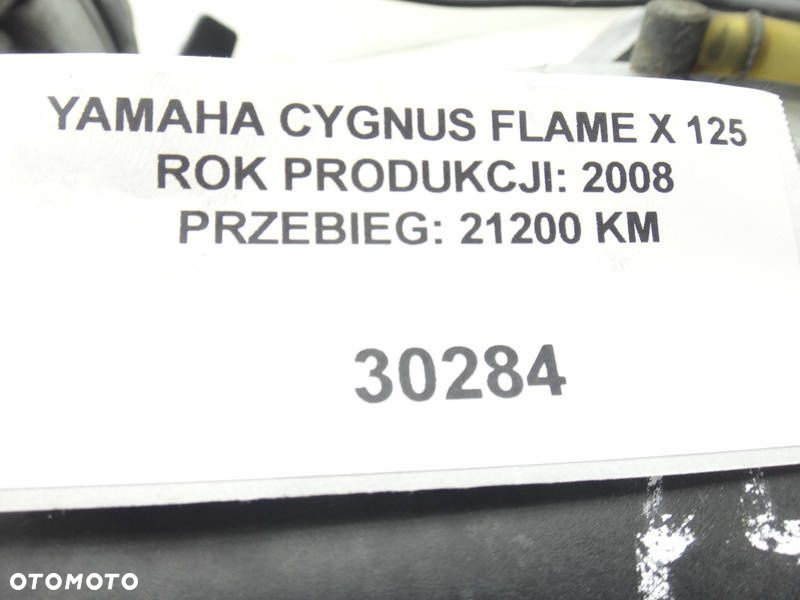 YAMAHA CYGNUS FLAME X 125
ROK PRODUKCJI: 2008
PRZEBIEG: 21200 KM
30284
OTOMOTO